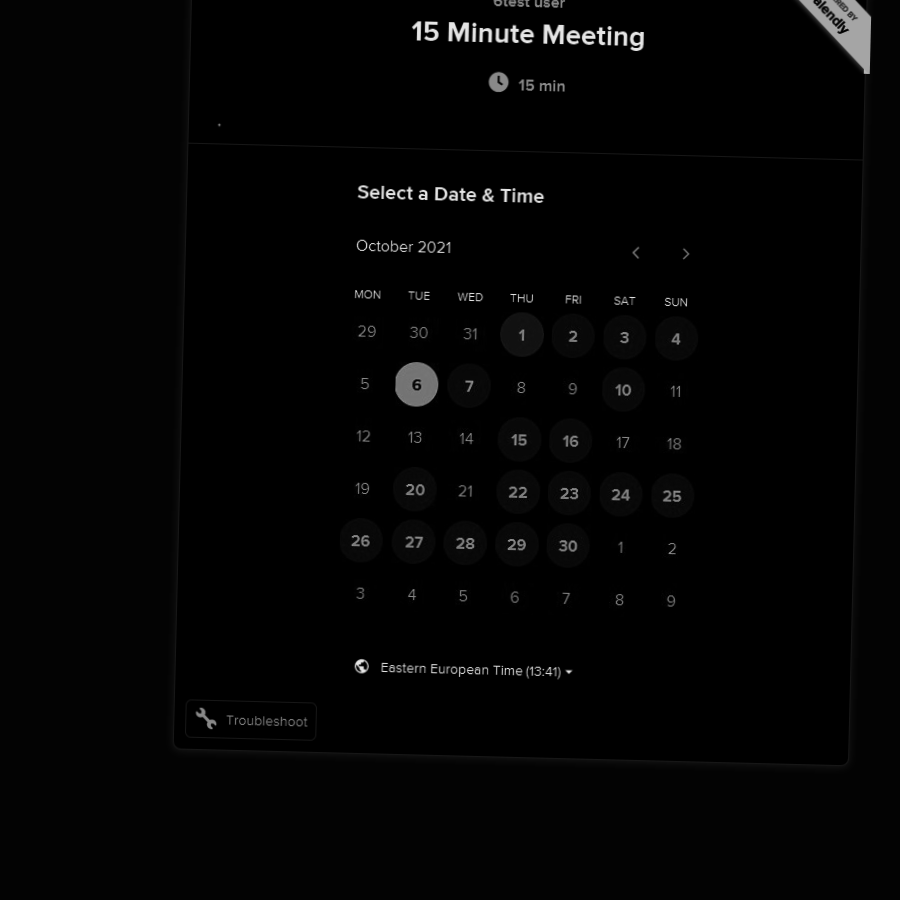 6test user
15 Minute Meeting
15 min
Select a Date & Time
October 2021
MON TUE WED THU FRI SAT SUN
29 30 31 1 2 3 4
5 6 7 8 9 10 11
12 13 14 15 16 17 18
19 20 21 22 23 24 25
26 27 28 29 30 1 2
3 4 5 6 7 8 9
Eastern European Time (13:41)
Troubleshoot